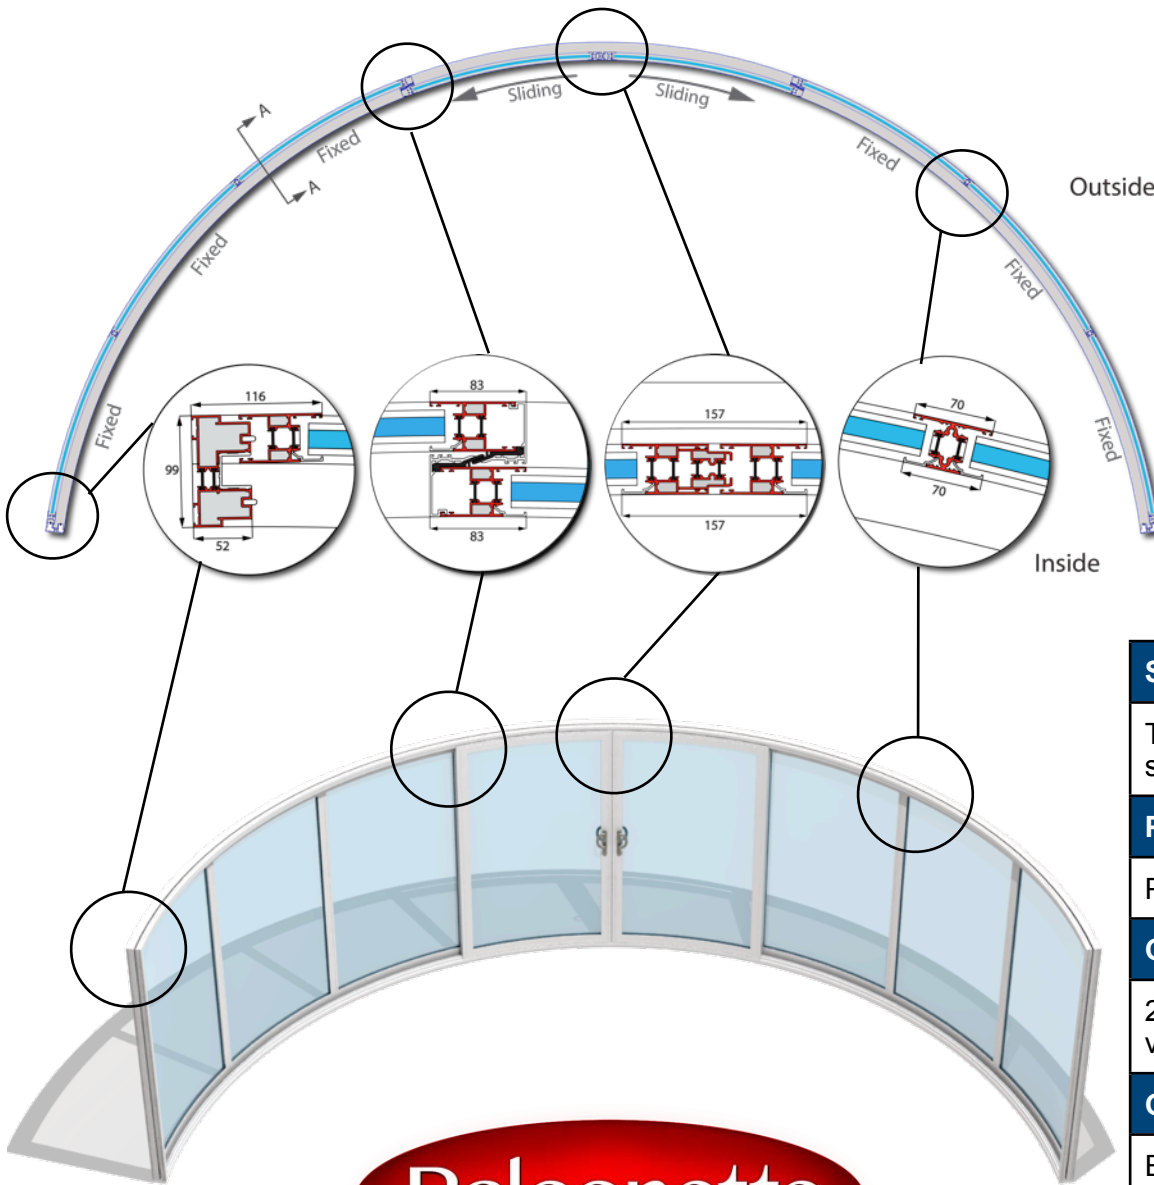 Sliding
Sliding
A
A
Fixed
Fixed
Fixed
Fixed
Fixed
Fixed
Outside
116
99
52
83
83
157
157
70
70
Inside